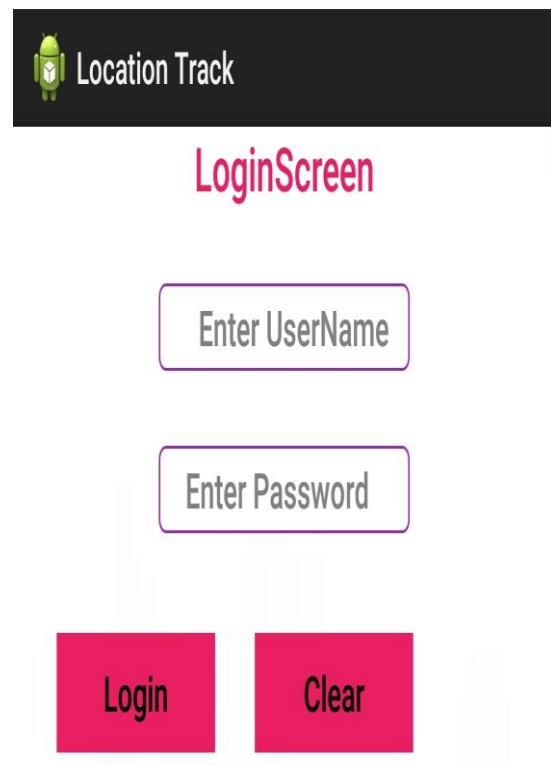 Location Track
LoginScreen
Enter UserName
Enter Password
Login Clear